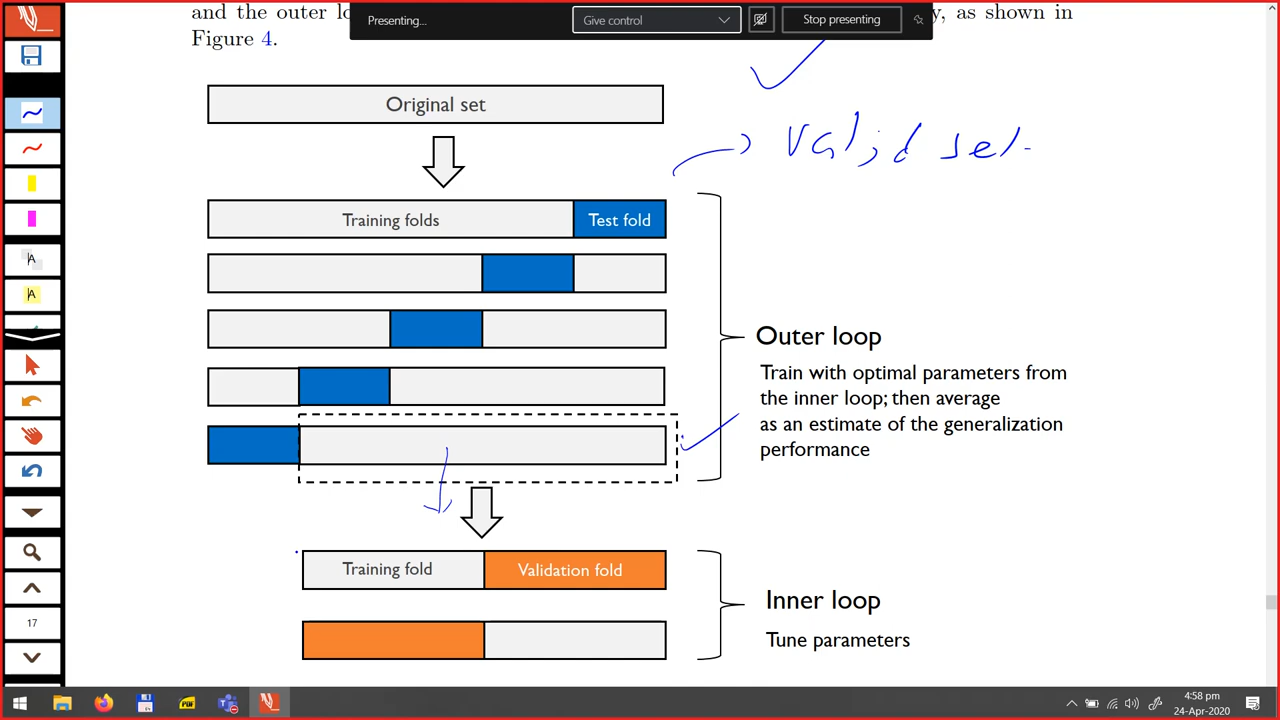 and the outer lo
y, as shown in
Figure 4.
Presenting...
Give control
Stop presenting
Original set
Valid set
Training folds
Test fold
Outer loop
Train with optimal parameters from
the inner loop; then average
as an estimate of the generalization
performance
Training fold
Validation fold
Inner loop
Tune parameters
A
A
17
PDF
4:58 pm
24-Apr-2020